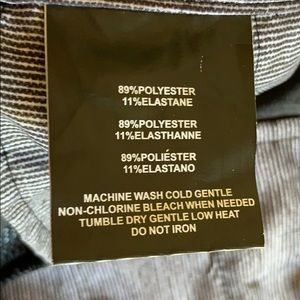 89%POLYESTER
11%ELASTANE
89%POLYESTER
11%ELASTHANNE
89%POLIÉSTER
11%ELASTANO
MACHINE WASH COLD GENTLE
NON-CHLORINE BLEACH WHEN NEEDED
TUMBLE DRY GENTLE LOW HEAT
DO NOT IRON